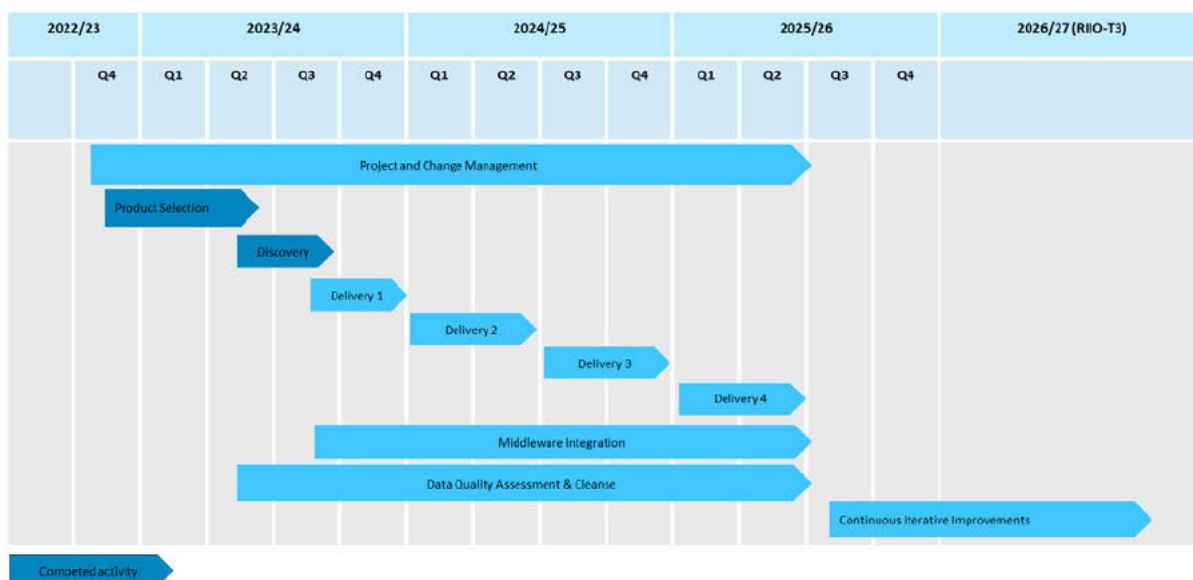 2022/23 2023/24 2024/25 2025/26 2026/27 (RIIO-T3)
Q4 Q1 Q2 Q3 Q4 Q1 Q2 Q3 Q4 Q1 Q2 Q3 Q4
Project and Change Management
Product Selection
Discovery
Delivery 1
Delivery 2
Delivery 3
Delivery 4
Middleware Integration
Data Quality Assessment & Cleanse
Continuous Iterative Improvements
Competed activity